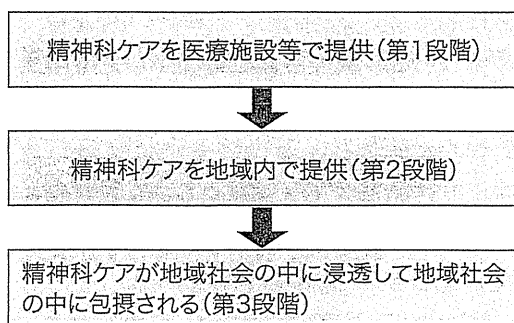 精神科ケアを医療施設等で提供(第1段階)
精神科ケアを地域内で提供(第2段階)
精神科ケアが地域社会の中に浸透して地域社会
の中に包摂される(第3段階)